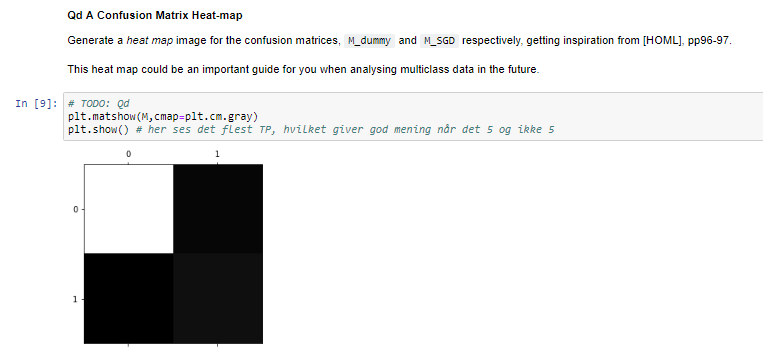 Qd A Confusion Matrix Heat-map
Generate a heat map image for the confusion matrices, M_dummy and M_SGD respectively, getting inspiration from [HOML], pp96-97.
This heat map could be an important guide for you when analysing multiclass data in the future.
In [9]: # TODO: Qd
plt.matshow(M,cmap=plt.cm.gray)
plt.show() # her ses det flest TP, hvilket giver god mening når det 5 og ikke 5
0 1
0
1